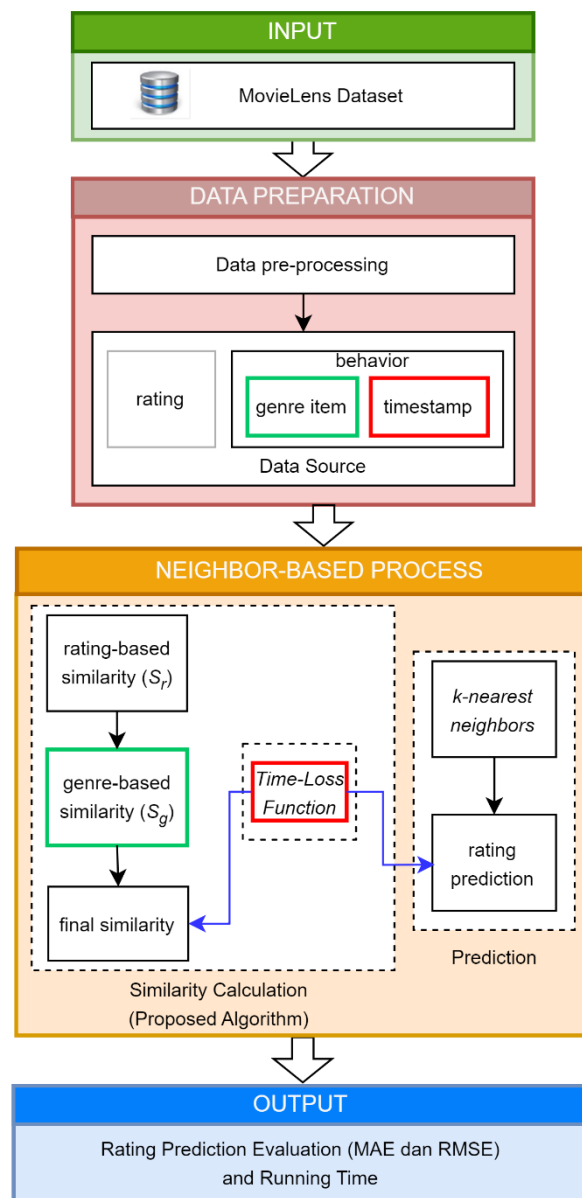 INPUT
MovieLens Dataset
DATA PREPARATION
Data pre-processing
behavior
rating
genre item
timestamp
Data Source
NEIGHBOR-BASED PROCESS
rating-based
similarity (Sr)
genre-based
similarity (Sg)
final similarity
Time-Loss
Function
k-nearest
neighbors
rating
prediction
Prediction
Similarity Calculation
(Proposed Algorithm)
OUTPUT
Rating Prediction Evaluation (MAE dan RMSE)
and Running Time